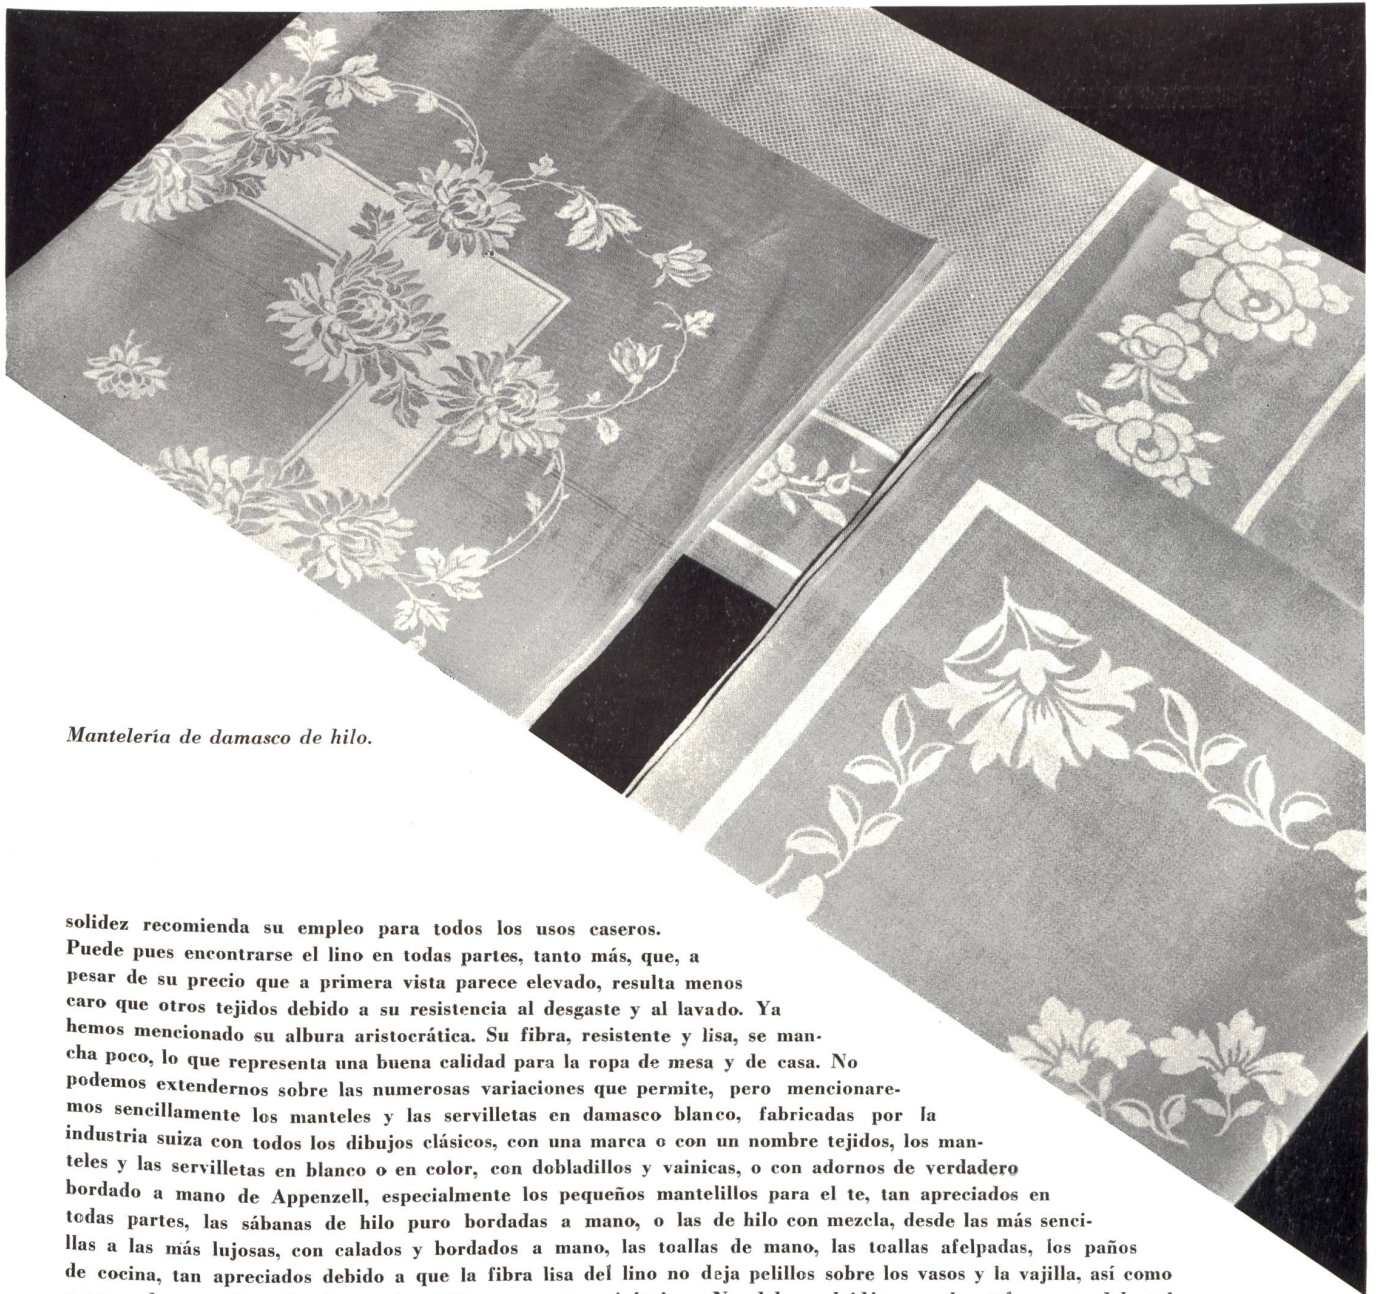 Mantelería de damasco de hilo.
solidez recomienda su empleo para todos los usos caseros.
Puede pues encontrarse el lino en todas partes, tanto más, que, a
pesar de su precio que a primera vista parece elevado, resulta menos
caro que otros tejidos debido a su resistencia al desgaste y al lavado. Ya
hemos mencionado su albura aristocrática. Su fibra, resistente y lisa, se man-
cha poco, lo que representa una buena calidad para la ropa de mesa y de casa. No
podemos extendernos sobre las numerosas variaciones que permite, pero mencionare-
mos sencillamente los manteles y las servilletas en damasco blanco, fabricadas por la
industria suiza con todos los dibujos clásicos, con una marca o con un nombre tejidos, los man-
teles y las servilletas en blanco o en color, con dobladillos y vainicas, o con adornos de verdadero
bordado a mano de Appenzell, especialmente los pequeños mantelillos para el te, tan apreciados en
todas partes, las sábanas de hilo puro bordadas a mano, o las de hilo con mezcla, desde las más senci-
llas a las más lujosas, con calados y bordados a mano, las toallas de mano, las toallas afelpadas, los paños
de cocina, tan apreciados debido a que la fibra lisa del lino no deja pelillos sobre los vasos y la vajilla, así como